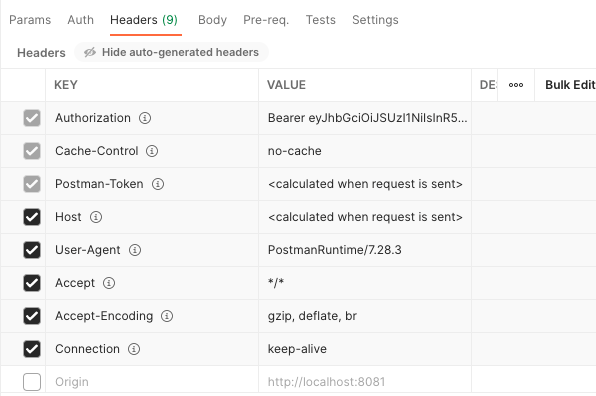 Params Auth Headers (9) Body Pre-req. Tests Settings
Headers Hide auto-generated headers
KEY VALUE DE Bulk Edit
Authorization Bearer eyJhbGciOiJSUzI1NiIsInR5...
Cache-Control no-cache
Postman-Token <calculated when request is sent>
Host <calculated when request is sent>
User-Agent PostmanRuntime/7.28.3
Accept */*
Accept-Encoding gzip, deflate, br
Connection keep-alive
Origin http://localhost:8081